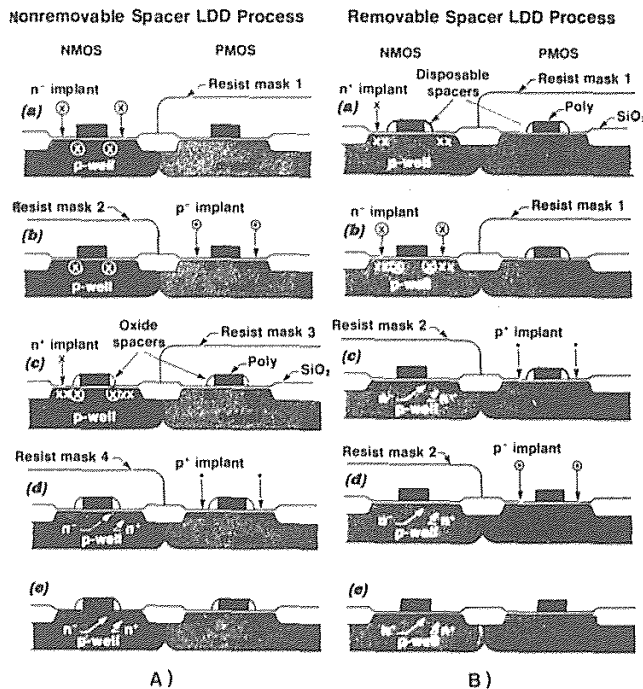 Nonremovable Spacer LDD Process
NMOS
PMOS
n⁻ implant
Resist mask 1
(a)
p-well
Resist mask 2
p⁻ implant
(b)
p-well
n⁺ implant
Oxide spacers
Resist mask 3
(c)
Poly
SiO₂
p-well
Resist mask 4
p⁺ implant
(d)
n⁻
n⁺
p-well
(e)
n⁻
n⁺
p-well
A)
Removable Spacer LDD Process
NMOS
PMOS
n⁺ implant
Disposable spacers
Resist mask 1
(a)
Poly
SiO₂
p-well
n⁻ implant
Resist mask 1
(b)
p-well
Resist mask 2
p⁺ implant
(c)
n⁻
n⁺
p-well
Resist mask 2
p⁻ implant
(d)
n⁻
n⁺
p-well
(e)
n⁻
n⁺
p-well
B)